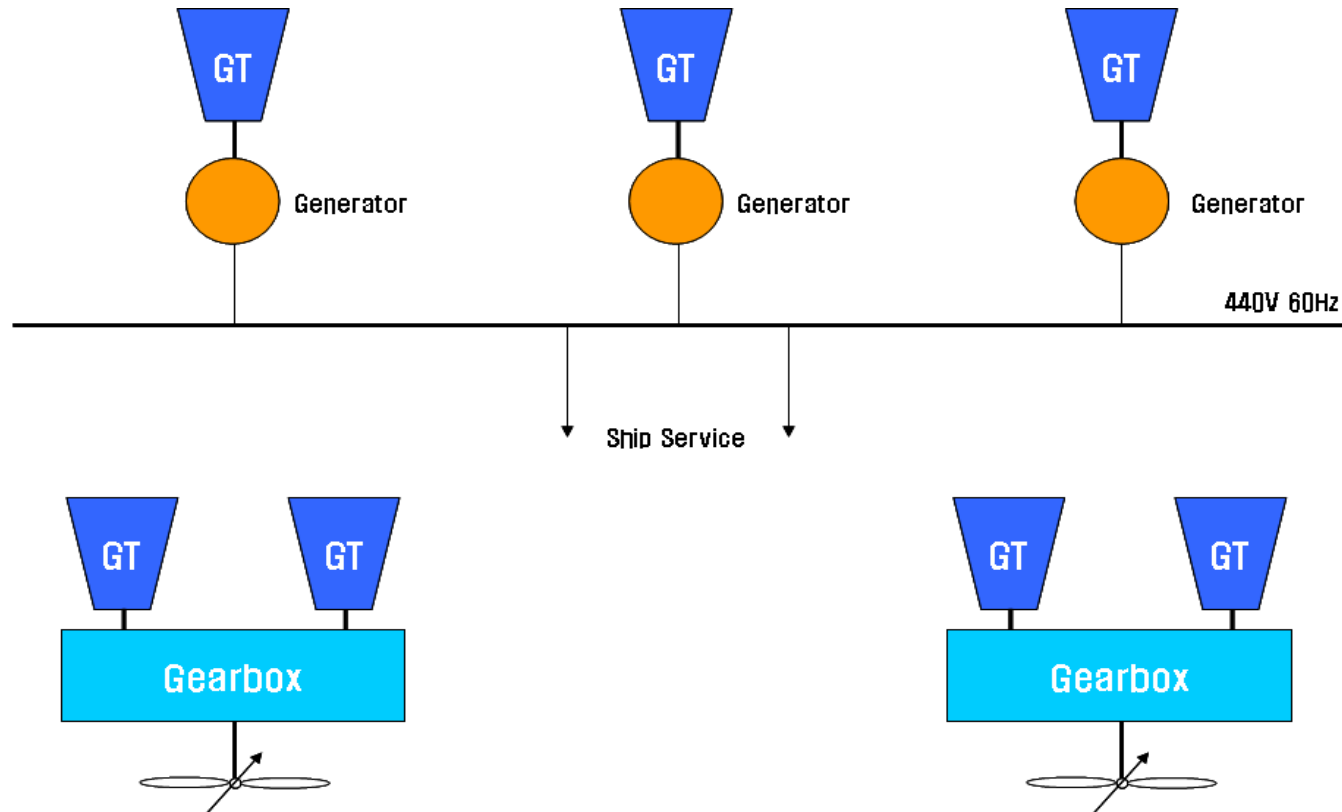 GT
GT
GT
Generator
Generator
Generator
440V 60Hz
Ship Service
GT
GT
GT
GT
Gearbox
Gearbox